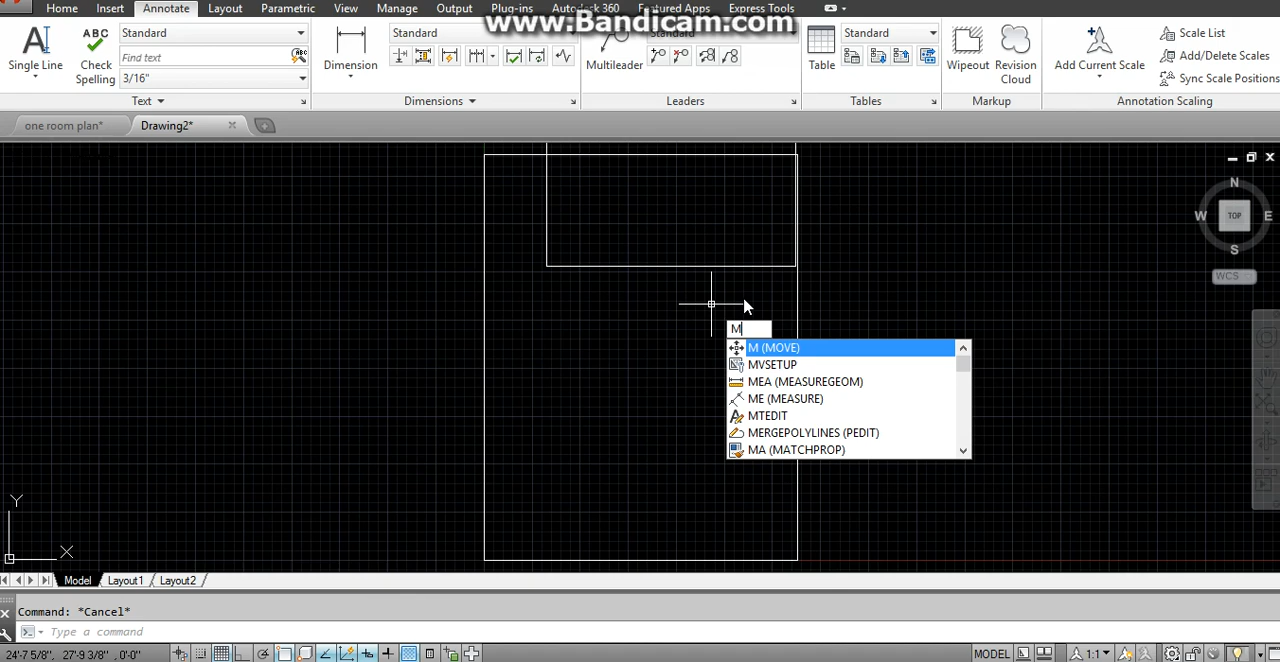 Home Insert Annotate Layout Parametric View Manage Output Plug-ins Autodesk 360 Featured Apps Express Tools
www.Bandicam.com
Single Line
ABC
Check Spelling
Standard
Find text
ABC
3/16"
Text
Dimension
Standard
Dimensions
Multileader
Standard
Leaders
Table
Standard
Tables
Wipeout
Revision Cloud
Markup
Add Current Scale
Scale List
Add/Delete Scales
Sync Scale Positions
Annotation Scaling
one room plan*
Drawing2*
N
W TOP E
S
WCS
M
M (MOVE)
MVSETUP
MEA (MEASUREGEOM)
ME (MEASURE)
MTEDIT
MERGEPOLYLINES (PEDIT)
MA (MATCHPROP)
Y
X
Model Layout1 Layout2
Command: *Cancel*
Type a command
24'-7 5/8", 27'-9 3/8" , 0'-0"
MODEL 1:1